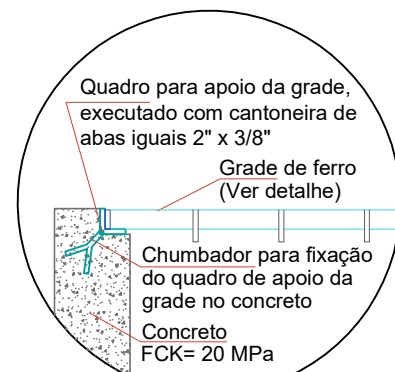 Quadro para apoio da grade,
executado com cantoneira de
abas iguais 2" x 3/8"
Grade de ferro
(Ver detalhe)
Chumbador para fixação
do quadro de apoio da
grade no concreto
Concreto
FCK= 20 MPa